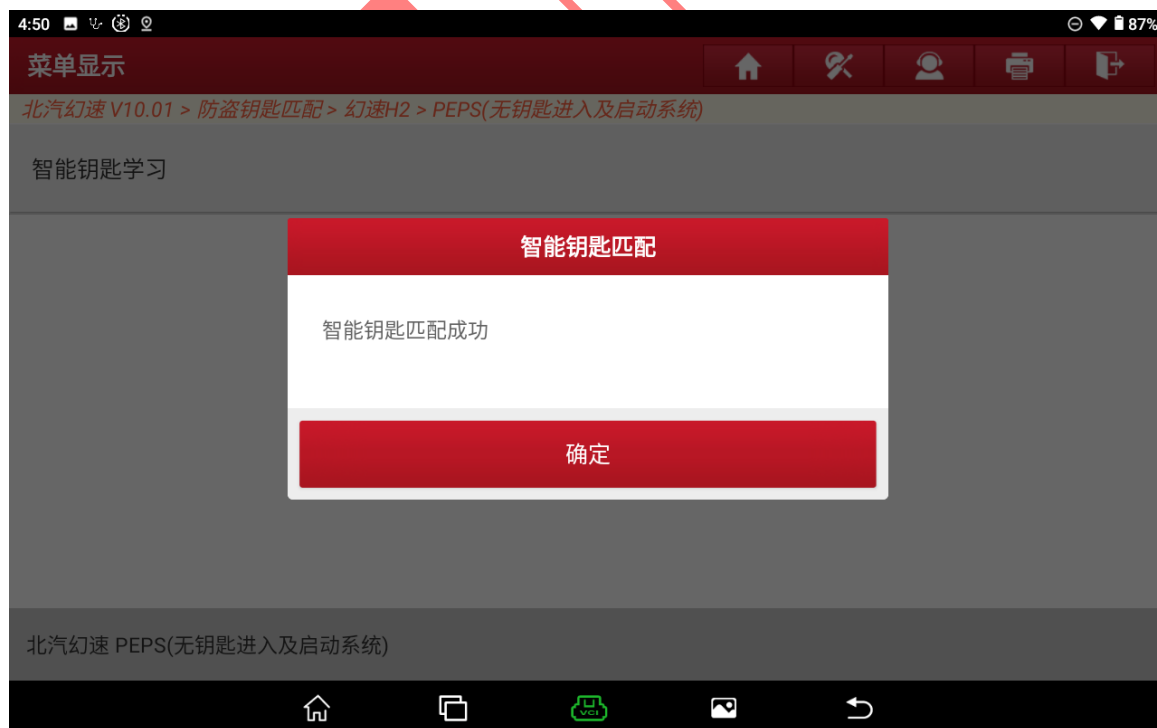 4:50
87%
菜单显示
北汽幻速 V10.01 > 防盗钥匙匹配 > 幻速H2 > PEPS(无钥匙进入及启动系统)
智能钥匙学习
智能钥匙匹配
智能钥匙匹配成功
确定
北汽幻速 PEPS(无钥匙进入及启动系统)
VCI